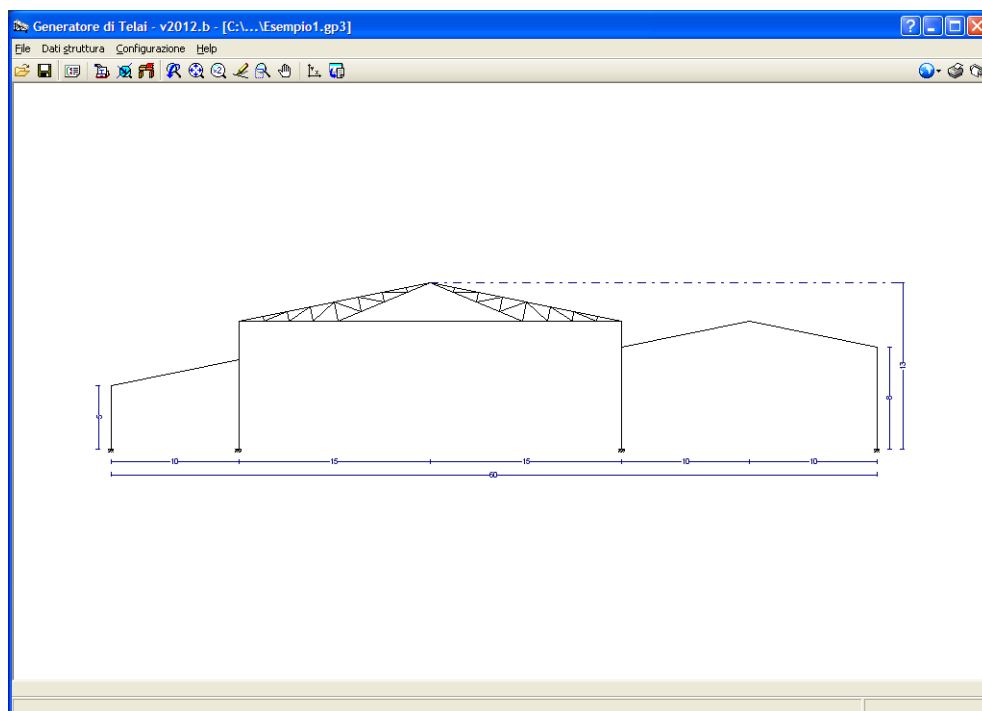 Generatore di Telai - v2012.b - [C:\...\Esempio1.gp3]
File Dati struttura Configurazione Help
13
8
5
10 15 15 10 10
60